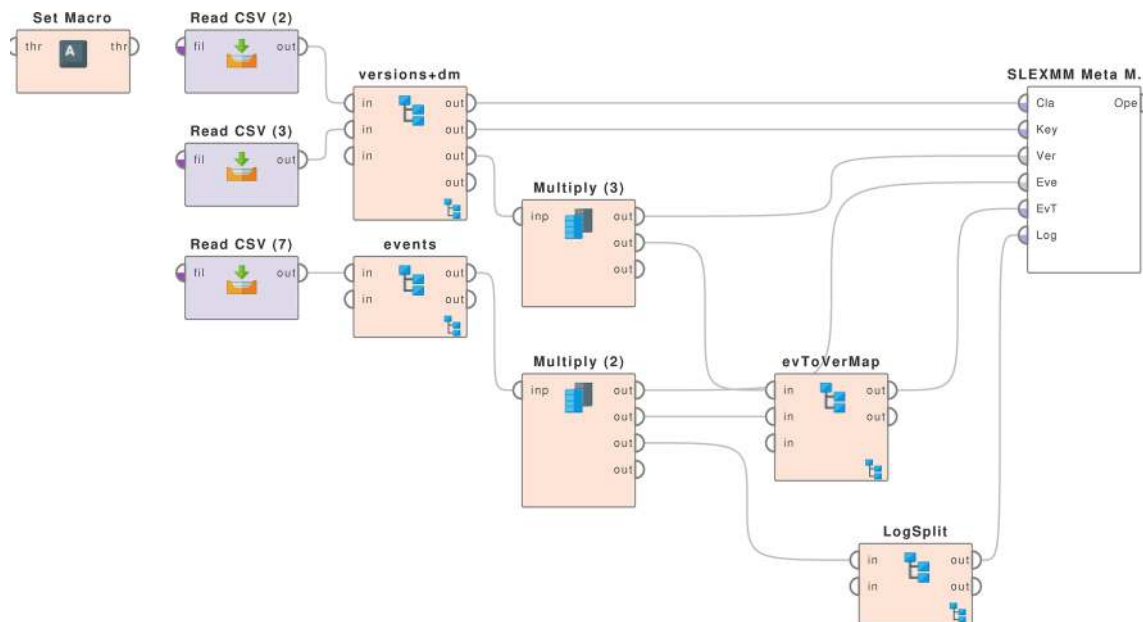 Set Macro
thr thr
Read CSV (2)
fil out
Read CSV (3)
fil out
Read CSV (7)
fil out
versions+dm
in out
in out
in out
out
events
in out
in out
Multiply (3)
inp out
out
out
Multiply (2)
inp out
out
out
out
evToVerMap
in out
in out
in
LogSplit
in out
in out
SLEXMM Meta M.
Cla Ope
Key
Ver
Eve
EvT
Log